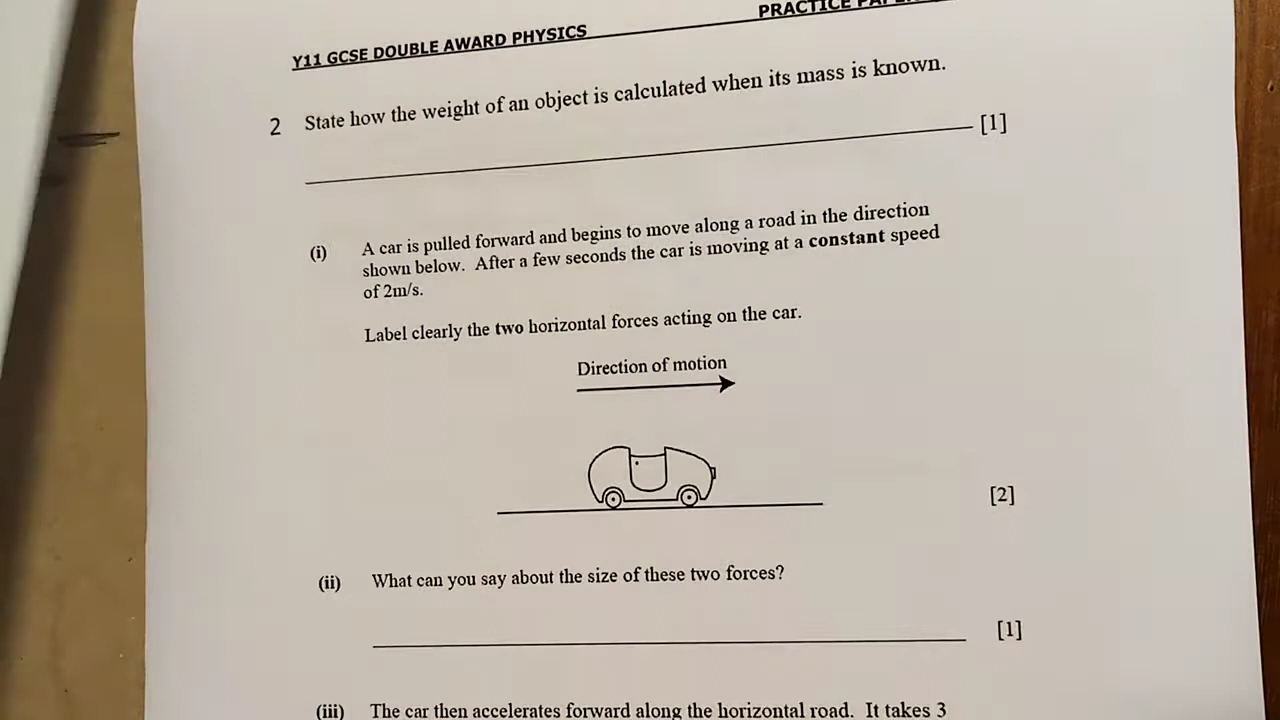 PRACTICE
Y11 GCSE DOUBLE AWARD PHYSICS
2 State how the weight of an object is calculated when its mass is known.
[1]
(i) A car is pulled forward and begins to move along a road in the direction
shown below. After a few seconds the car is moving at a constant speed
of 2m/s.
Label clearly the two horizontal forces acting on the car.
Direction of motion
[2]
(ii) What can you say about the size of these two forces?
[1]
(iii) The car then accelerates forward along the horizontal road. It takes 3